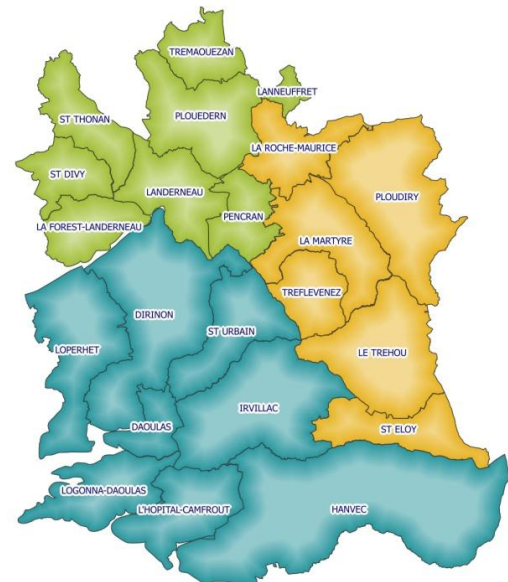 TREMAOUEZAN
LANNEUFFRET
ST THONAN
PLOUEDERN
LA ROCHE-MAURICE
ST DIVY
PLOUDIRY
LANDERNEAU
PENCRAN
LA FOREST-LANDERNEAU
LA MARTYRE
TREFLEVENEZ
DIRINON
ST URBAIN
LOPERHET
LE TREHOU
IRVILLAC
DAOULAS
ST ELOY
LOGONNA-DAOULAS
L'HOPITAL-CAMFROUT
HANVEC